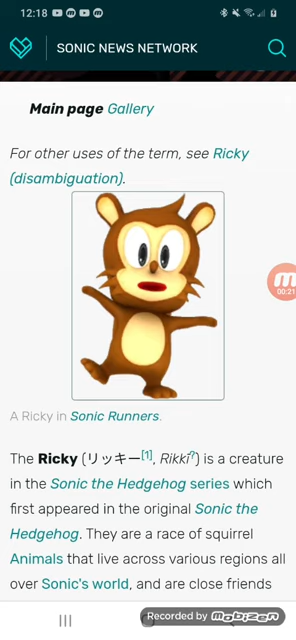 12:18
SONIC NEWS NETWORK
Main page Gallery
For other uses of the term, see Ricky
(disambiguation).
00:21
A Ricky in Sonic Runners.
The Ricky (リッキー[1], Rikkī?) is a creature
in the Sonic the Hedgehog series which
first appeared in the original Sonic the
Hedgehog. They are a race of squirrel
Animals that live across various regions all
over Sonic's world, and are close friends
Recorded by Mobizen